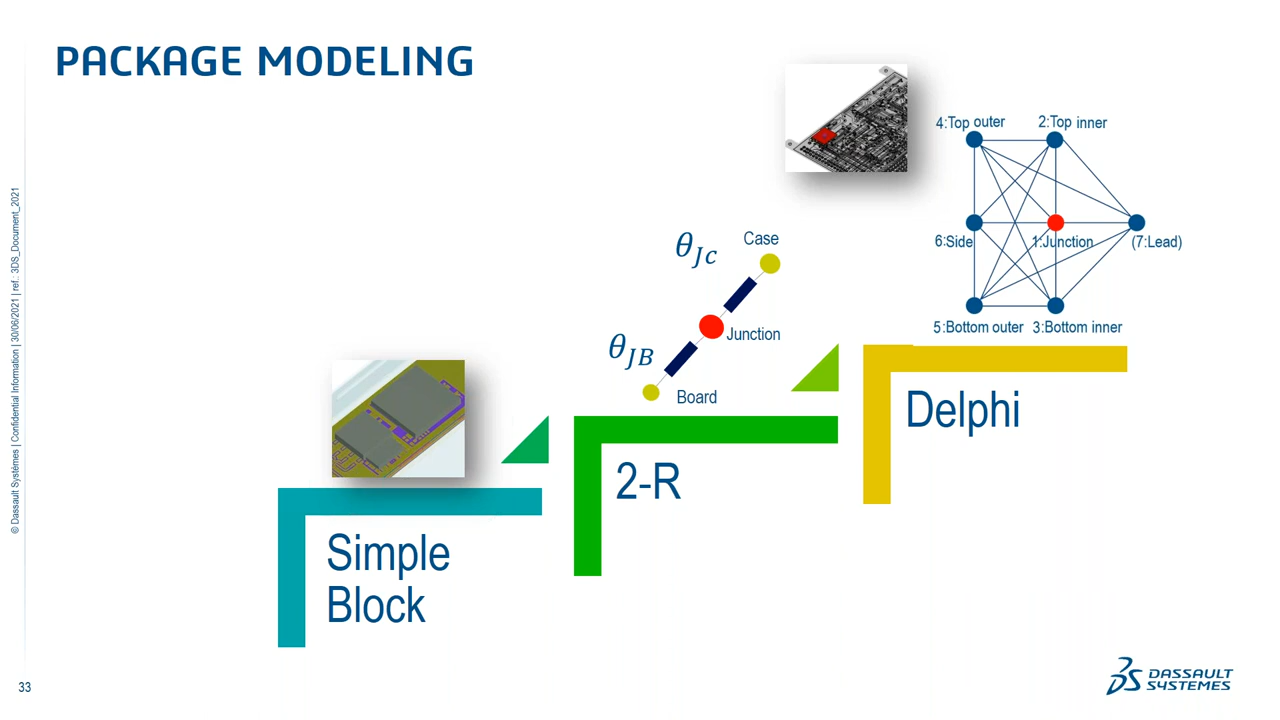 PACKAGE MODELING
4:Top outer
2:Top inner
6:Side
1:Junction
(7:Lead)
5:Bottom outer
3:Bottom inner
θJc
Case
Junction
θJB
Board
Delphi
2-R
Simple
Block
© Dassault Systèmes | Confidential Information | 30/06/2021 | ref.: 3DS_Document_2021
33
3DS DASSAULT
SYSTEMES